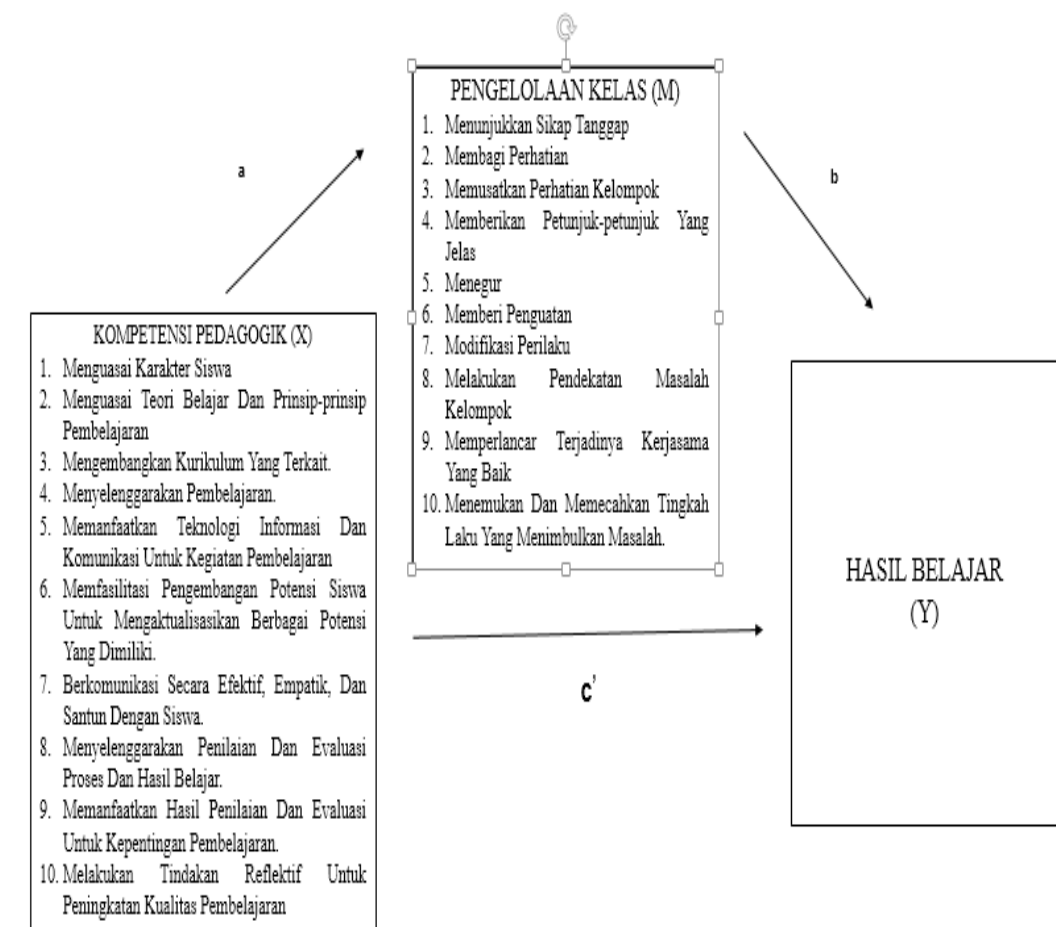 PENGELOLAAN KELAS (M)
1. Menunjukkan Sikap Tanggap
2. Membagi Perhatian
3. Memusatkan Perhatian Kelompok
4. Memberikan Petunjuk-petunjuk Yang
Jelas
5. Menegur
6. Memberi Penguatan
7. Modifikasi Perilaku
8. Melakukan Pendekatan Masalah
Kelompok
9. Memperlancar Terjadinya Kerjasama
Yang Baik
10. Menemukan Dan Memecahkan Tingkah
Laku Yang Menimbulkan Masalah.
a
b
KOMPETENSI PEDAGOGIK (X)
1. Menguasai Karakter Siswa
2. Menguasai Teori Belajar Dan Prinsip-prinsip
Pembelajaran
3. Mengembangkan Kurikulum Yang Terkait.
4. Menyelenggarakan Pembelajaran.
5. Memanfaatkan Teknologi Informasi Dan
Komunikasi Untuk Kegiatan Pembelajaran
6. Memfasilitasi Pengembangan Potensi Siswa
Untuk Mengaktualisasikan Berbagai Potensi
Yang Dimiliki.
7. Berkomunikasi Secara Efektif, Empatik, Dan
Santun Dengan Siswa.
8. Menyelenggarakan Penilaian Dan Evaluasi
Proses Dan Hasil Belajar.
9. Memanfaatkan Hasil Penilaian Dan Evaluasi
Untuk Kepentingan Pembelajaran.
10. Melakukan Tindakan Reflektif Untuk
Peningkatan Kualitas Pembelajaran
c'
HASIL BELAJAR
(Y)